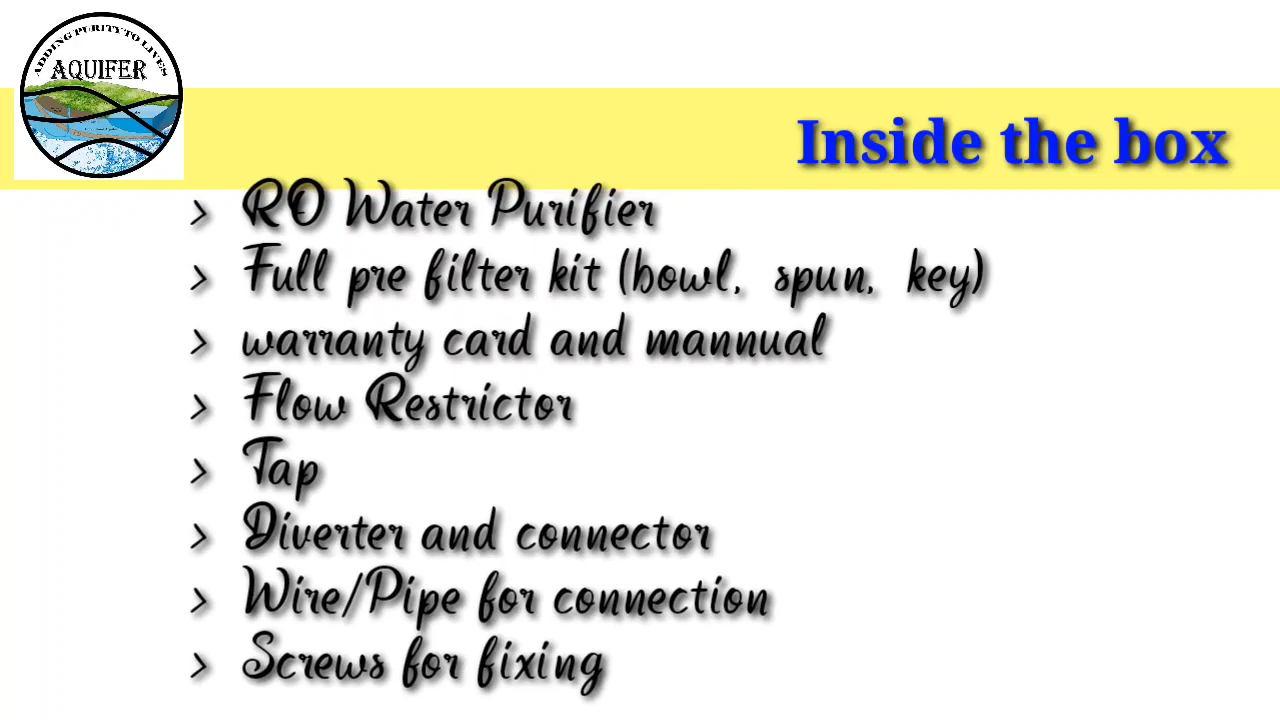 ADDING PURITY TO LIVES
AQUIFER
Inside the box
> RO Water Purifier
> Full pre filter kit (bowl, spun, key)
> warranty card and mannual
> Flow Restrictor
> Tap
> Diverter and connector
> Wire/Pipe for connection
> Screws for fixing